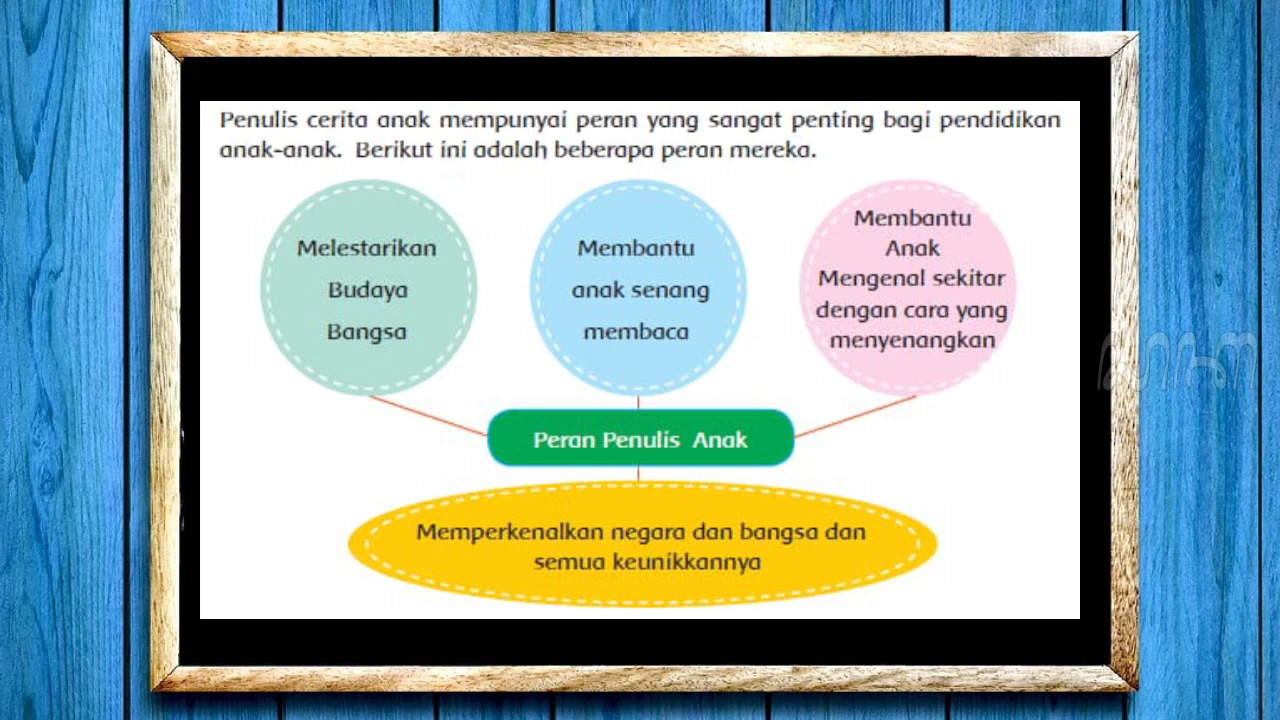 Penulis cerita anak mempunyai peran yang sangat penting bagi pendidikan
anak-anak. Berikut ini adalah beberapa peran mereka.
Melestarikan
Budaya
Bangsa
Membantu
anak senang
membaca
Membantu
Anak
Mengenal sekitar
dengan cara yang
menyenangkan
Peran Penulis Anak
Memperkenalkan negara dan bangsa dan
semua keunikkannya